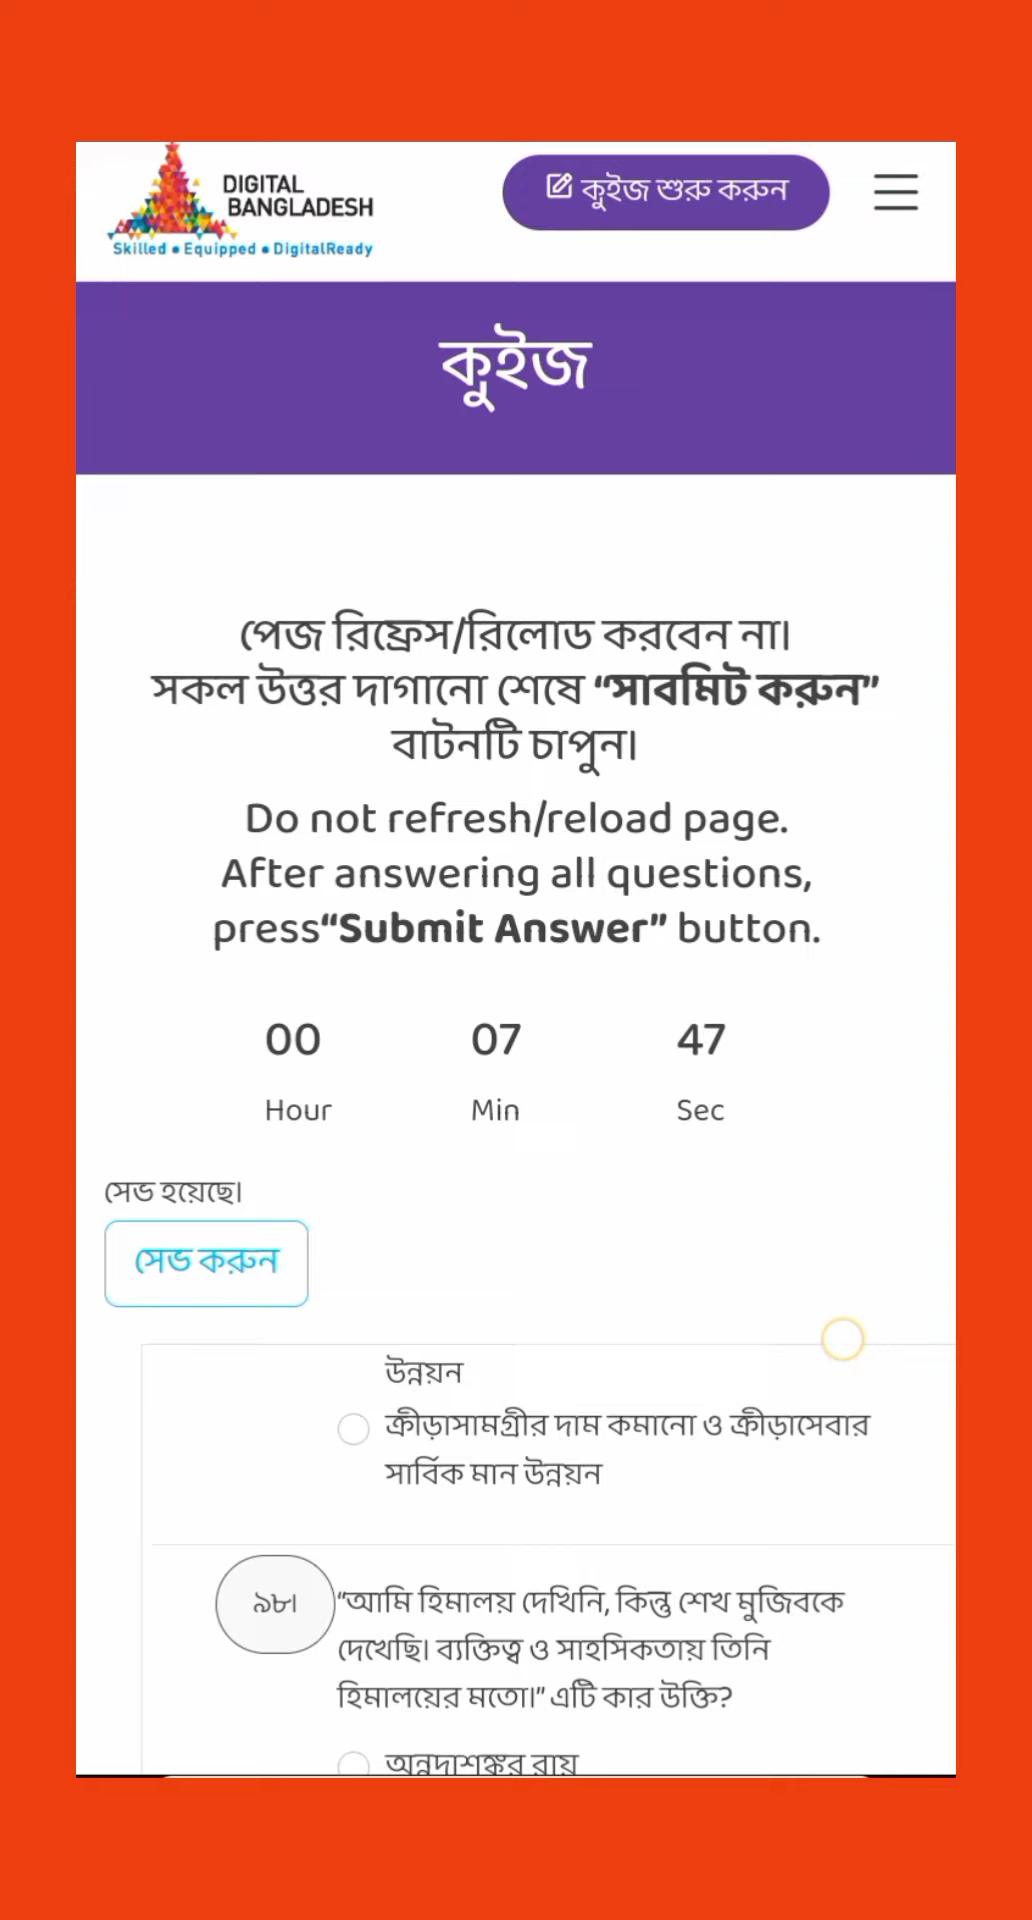 DIGITAL
BANGLADESH
Skilled • Equipped • DigitalReady
কুইজ শুরু করুন
কুইজ
পেজ রিফ্রেস/রিলোড করবেন না।
সকল উত্তর দাগানো শেষে “সাবমিট করুন”
বাটনটি চাপুন।
Do not refresh/reload page.
After answering all questions,
press“Submit Answer” button.
00 07 47
Hour Min Sec
সেভ হয়েছে।
সেভ করুন
উন্নয়ন
ক্রীড়াসামগ্রীর দাম কমানো ও ক্রীড়াসেবার
সার্বিক মান উন্নয়ন
৯৮। “আমি হিমালয় দেখিনি, কিন্তু শেখ মুজিবকে
দেখেছি। ব্যক্তিত্ব ও সাহসিকতায় তিনি
হিমালয়ের মতো।” এটি কার উক্তি?
অন্নদাশঙ্কর রায়